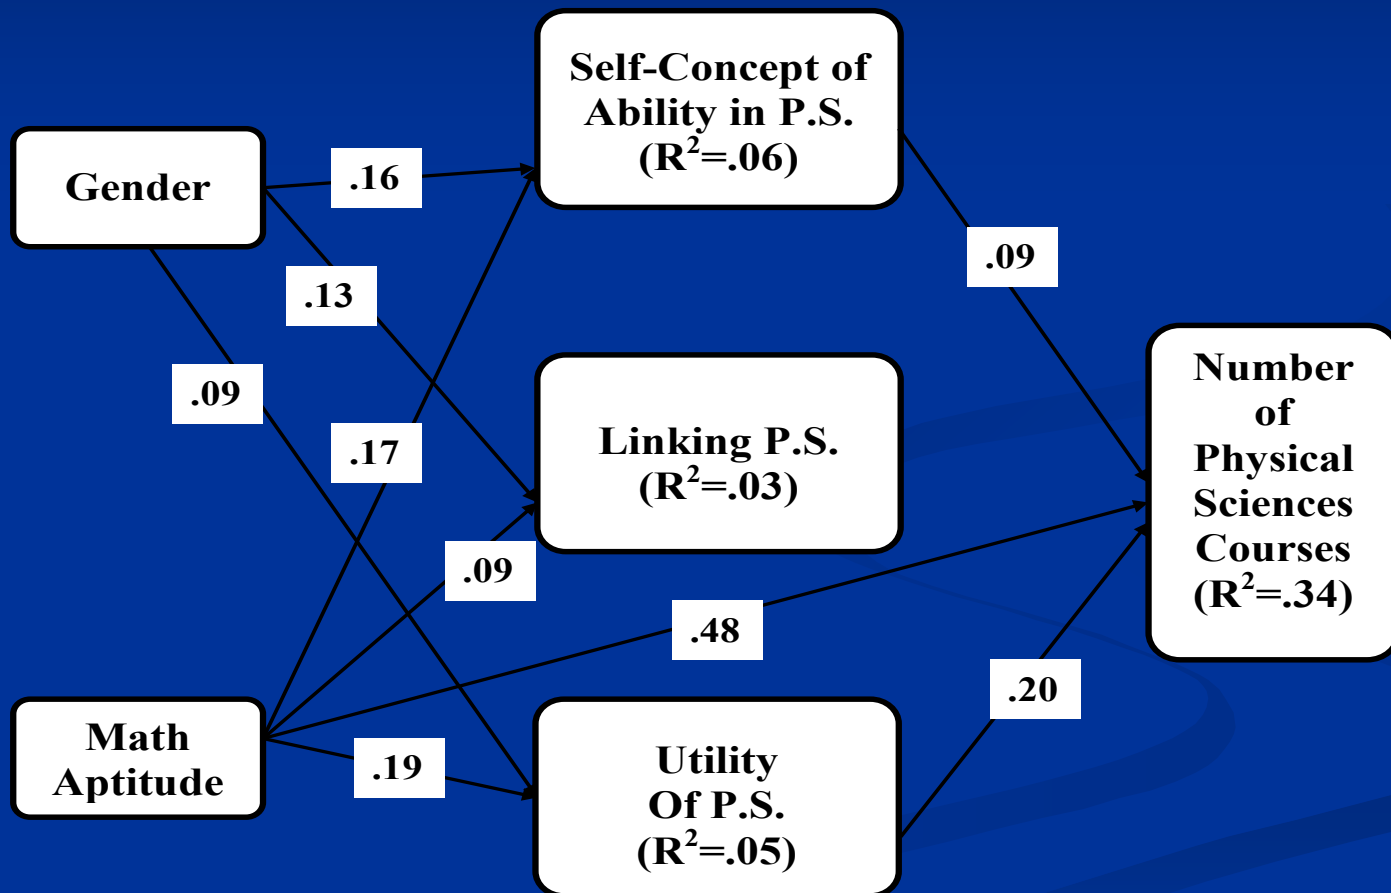 Self-Concept of
Ability in P.S.
(R²=.06)
Gender
.16
.13
.09
.09
.17
Linking P.S.
(R²=.03)
.09
Number
of
Physical
Sciences
Courses
(R²=.34)
.48
.20
Math
Aptitude
.19
Utility
Of P.S.
(R²=.05)